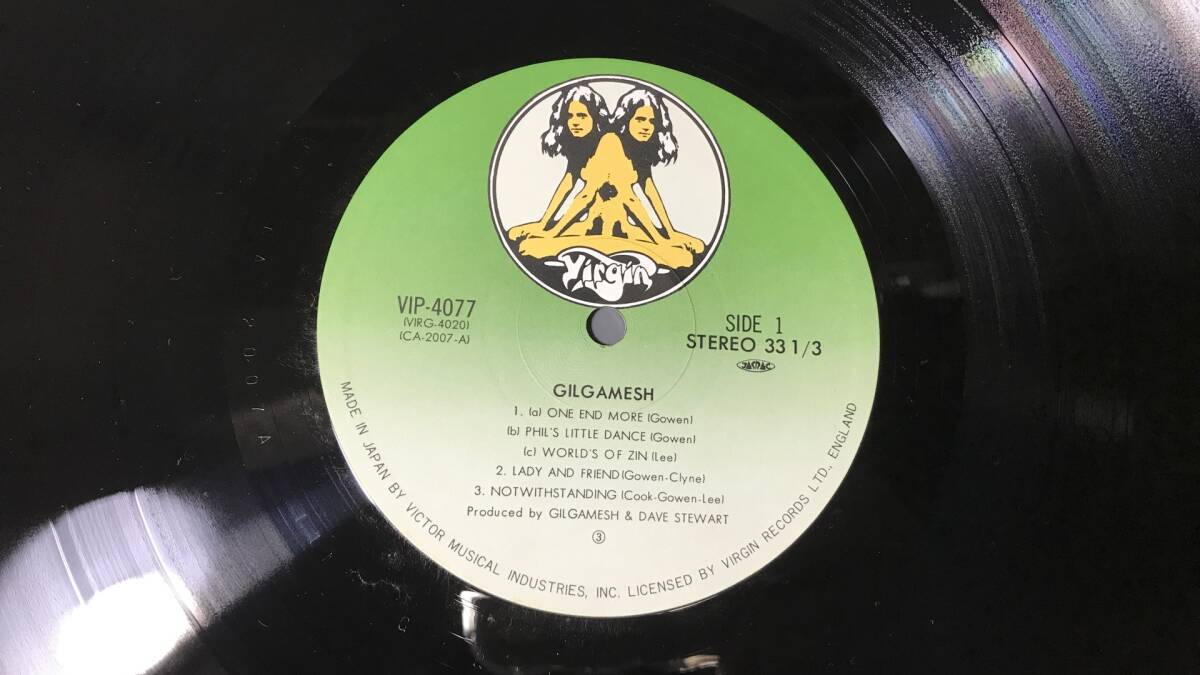 Virgin
VIP-4077
(VIRG-4020)
(CA-2007-A)
SIDE 1
STEREO 33 1/3
JASRAC
GILGAMESH
1. (a) ONE END MORE (Gowen)
(b) PHIL'S LITTLE DANCE (Gowen)
(c) WORLD'S OF ZIN (Lee)
2. LADY AND FRIEND (Gowen-Clyne)
3. NOTWITHSTANDING (Cook-Gowen-Lee)
Produced by GILGAMESH & DAVE STEWART
③
MADE IN JAPAN BY VICTOR MUSICAL INDUSTRIES, INC. LICENSED BY VIRGIN RECORDS LTD., ENGLAND